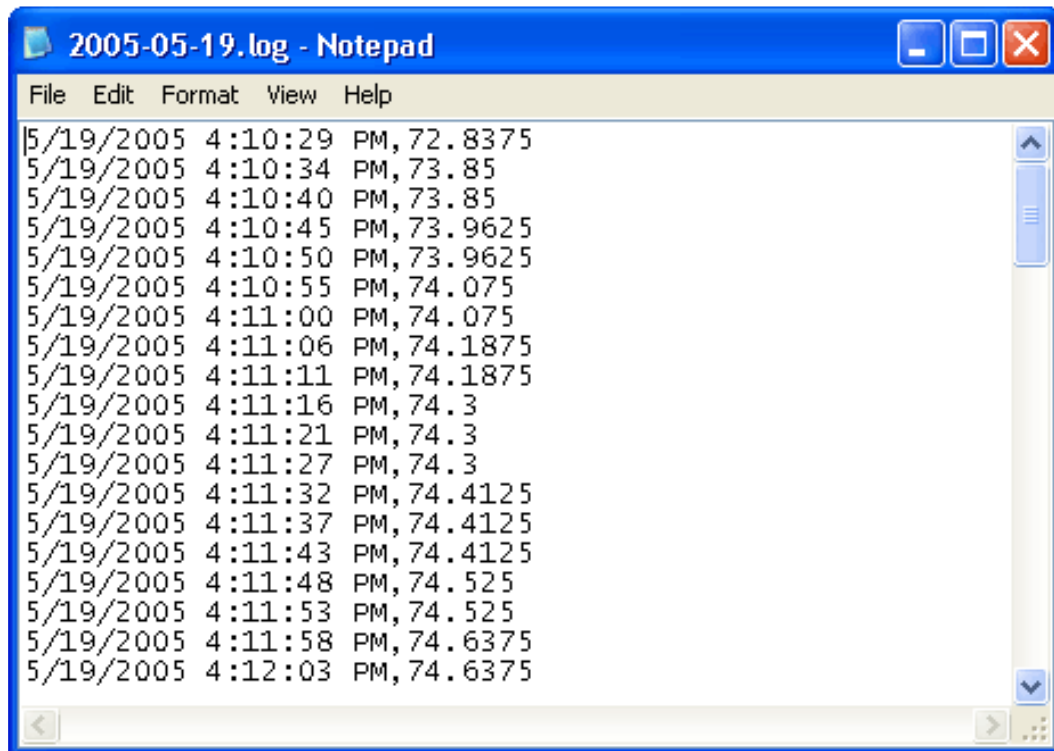 2005-05-19.log - Notepad
File Edit Format View Help
5/19/2005 4:10:29 PM,72.8375
5/19/2005 4:10:34 PM,73.85
5/19/2005 4:10:40 PM,73.85
5/19/2005 4:10:45 PM,73.9625
5/19/2005 4:10:50 PM,73.9625
5/19/2005 4:10:55 PM,74.075
5/19/2005 4:11:00 PM,74.075
5/19/2005 4:11:06 PM,74.1875
5/19/2005 4:11:11 PM,74.1875
5/19/2005 4:11:16 PM,74.3
5/19/2005 4:11:21 PM,74.3
5/19/2005 4:11:27 PM,74.3
5/19/2005 4:11:32 PM,74.4125
5/19/2005 4:11:37 PM,74.4125
5/19/2005 4:11:43 PM,74.4125
5/19/2005 4:11:48 PM,74.525
5/19/2005 4:11:53 PM,74.525
5/19/2005 4:11:58 PM,74.6375
5/19/2005 4:12:03 PM,74.6375